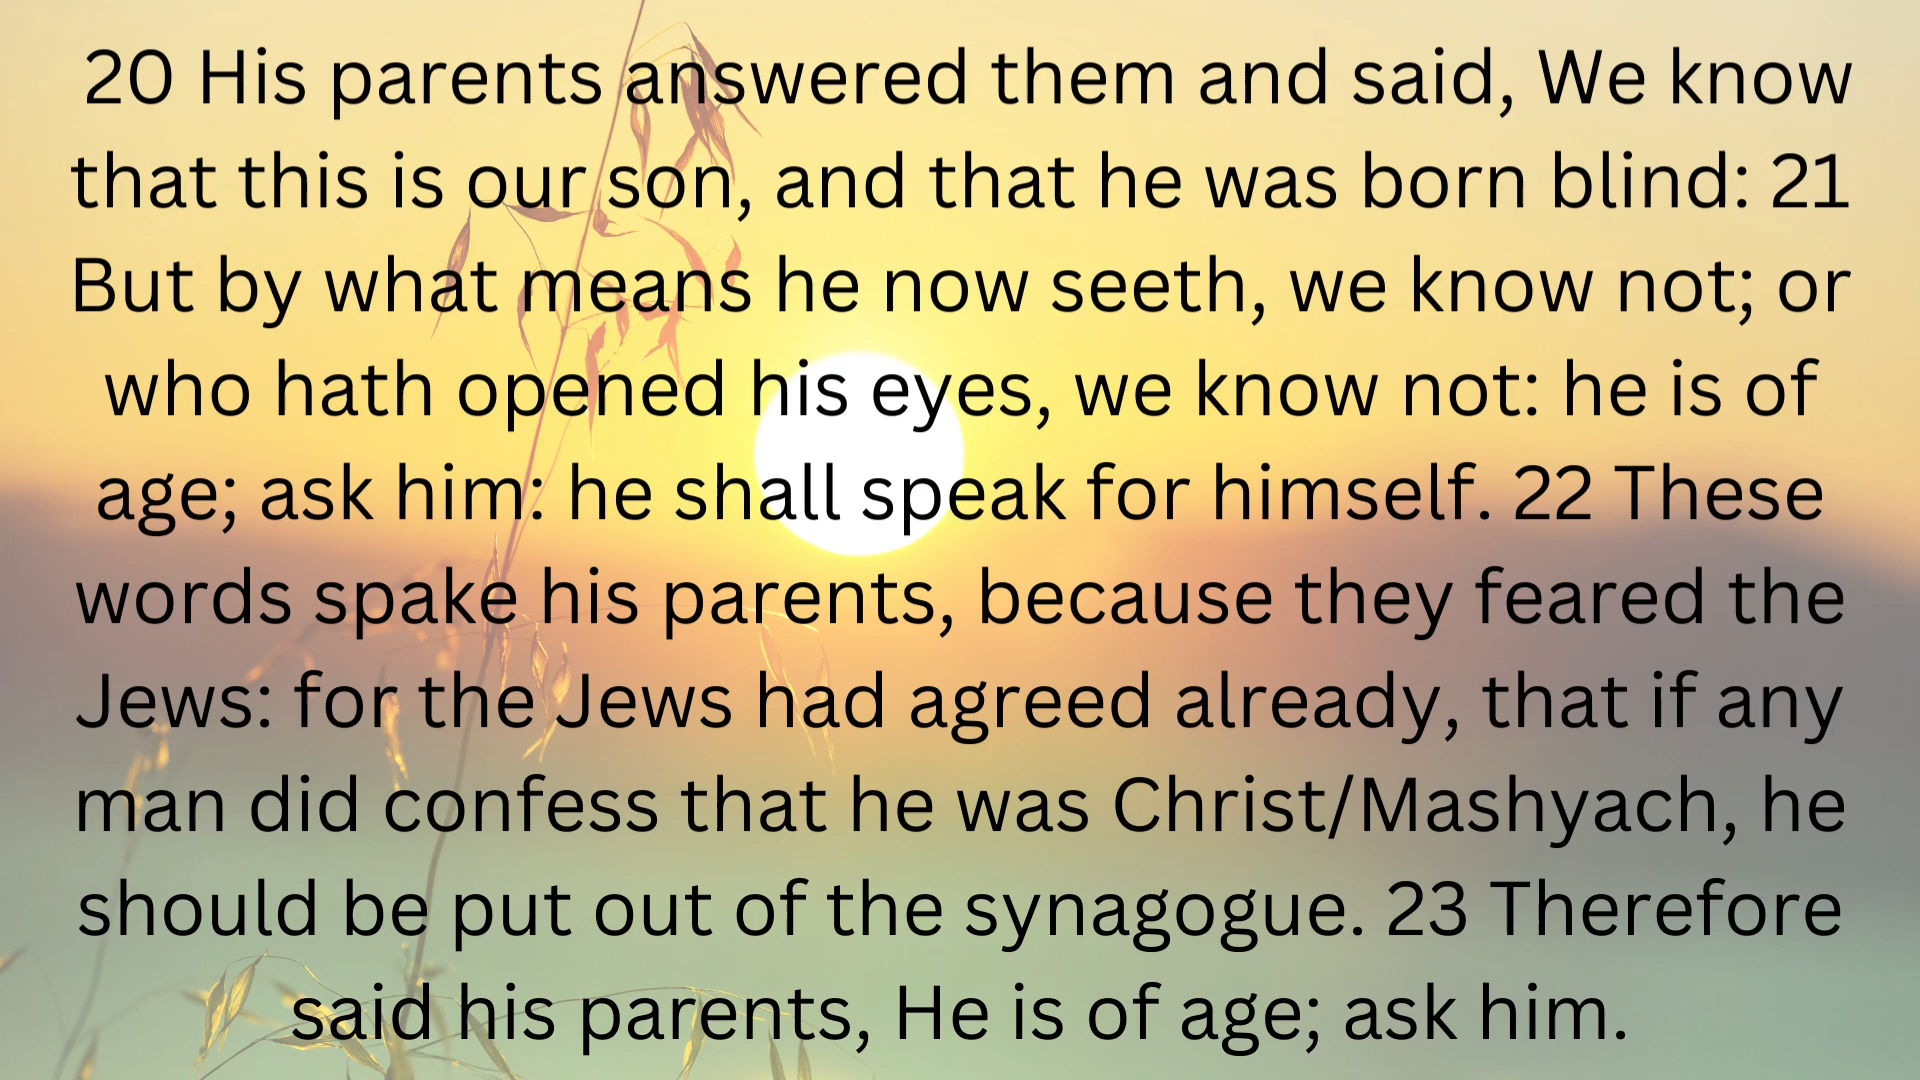 20 His parents answered them and said, We know
that this is our son, and that he was born blind: 21
But by what means he now seeth, we know not; or
who hath opened his eyes, we know not: he is of
age; ask him: he shall speak for himself. 22 These
words spake his parents, because they feared the
Jews: for the Jews had agreed already, that if any
man did confess that he was Christ/Mashyach, he
should be put out of the synagogue. 23 Therefore
said his parents, He is of age; ask him.